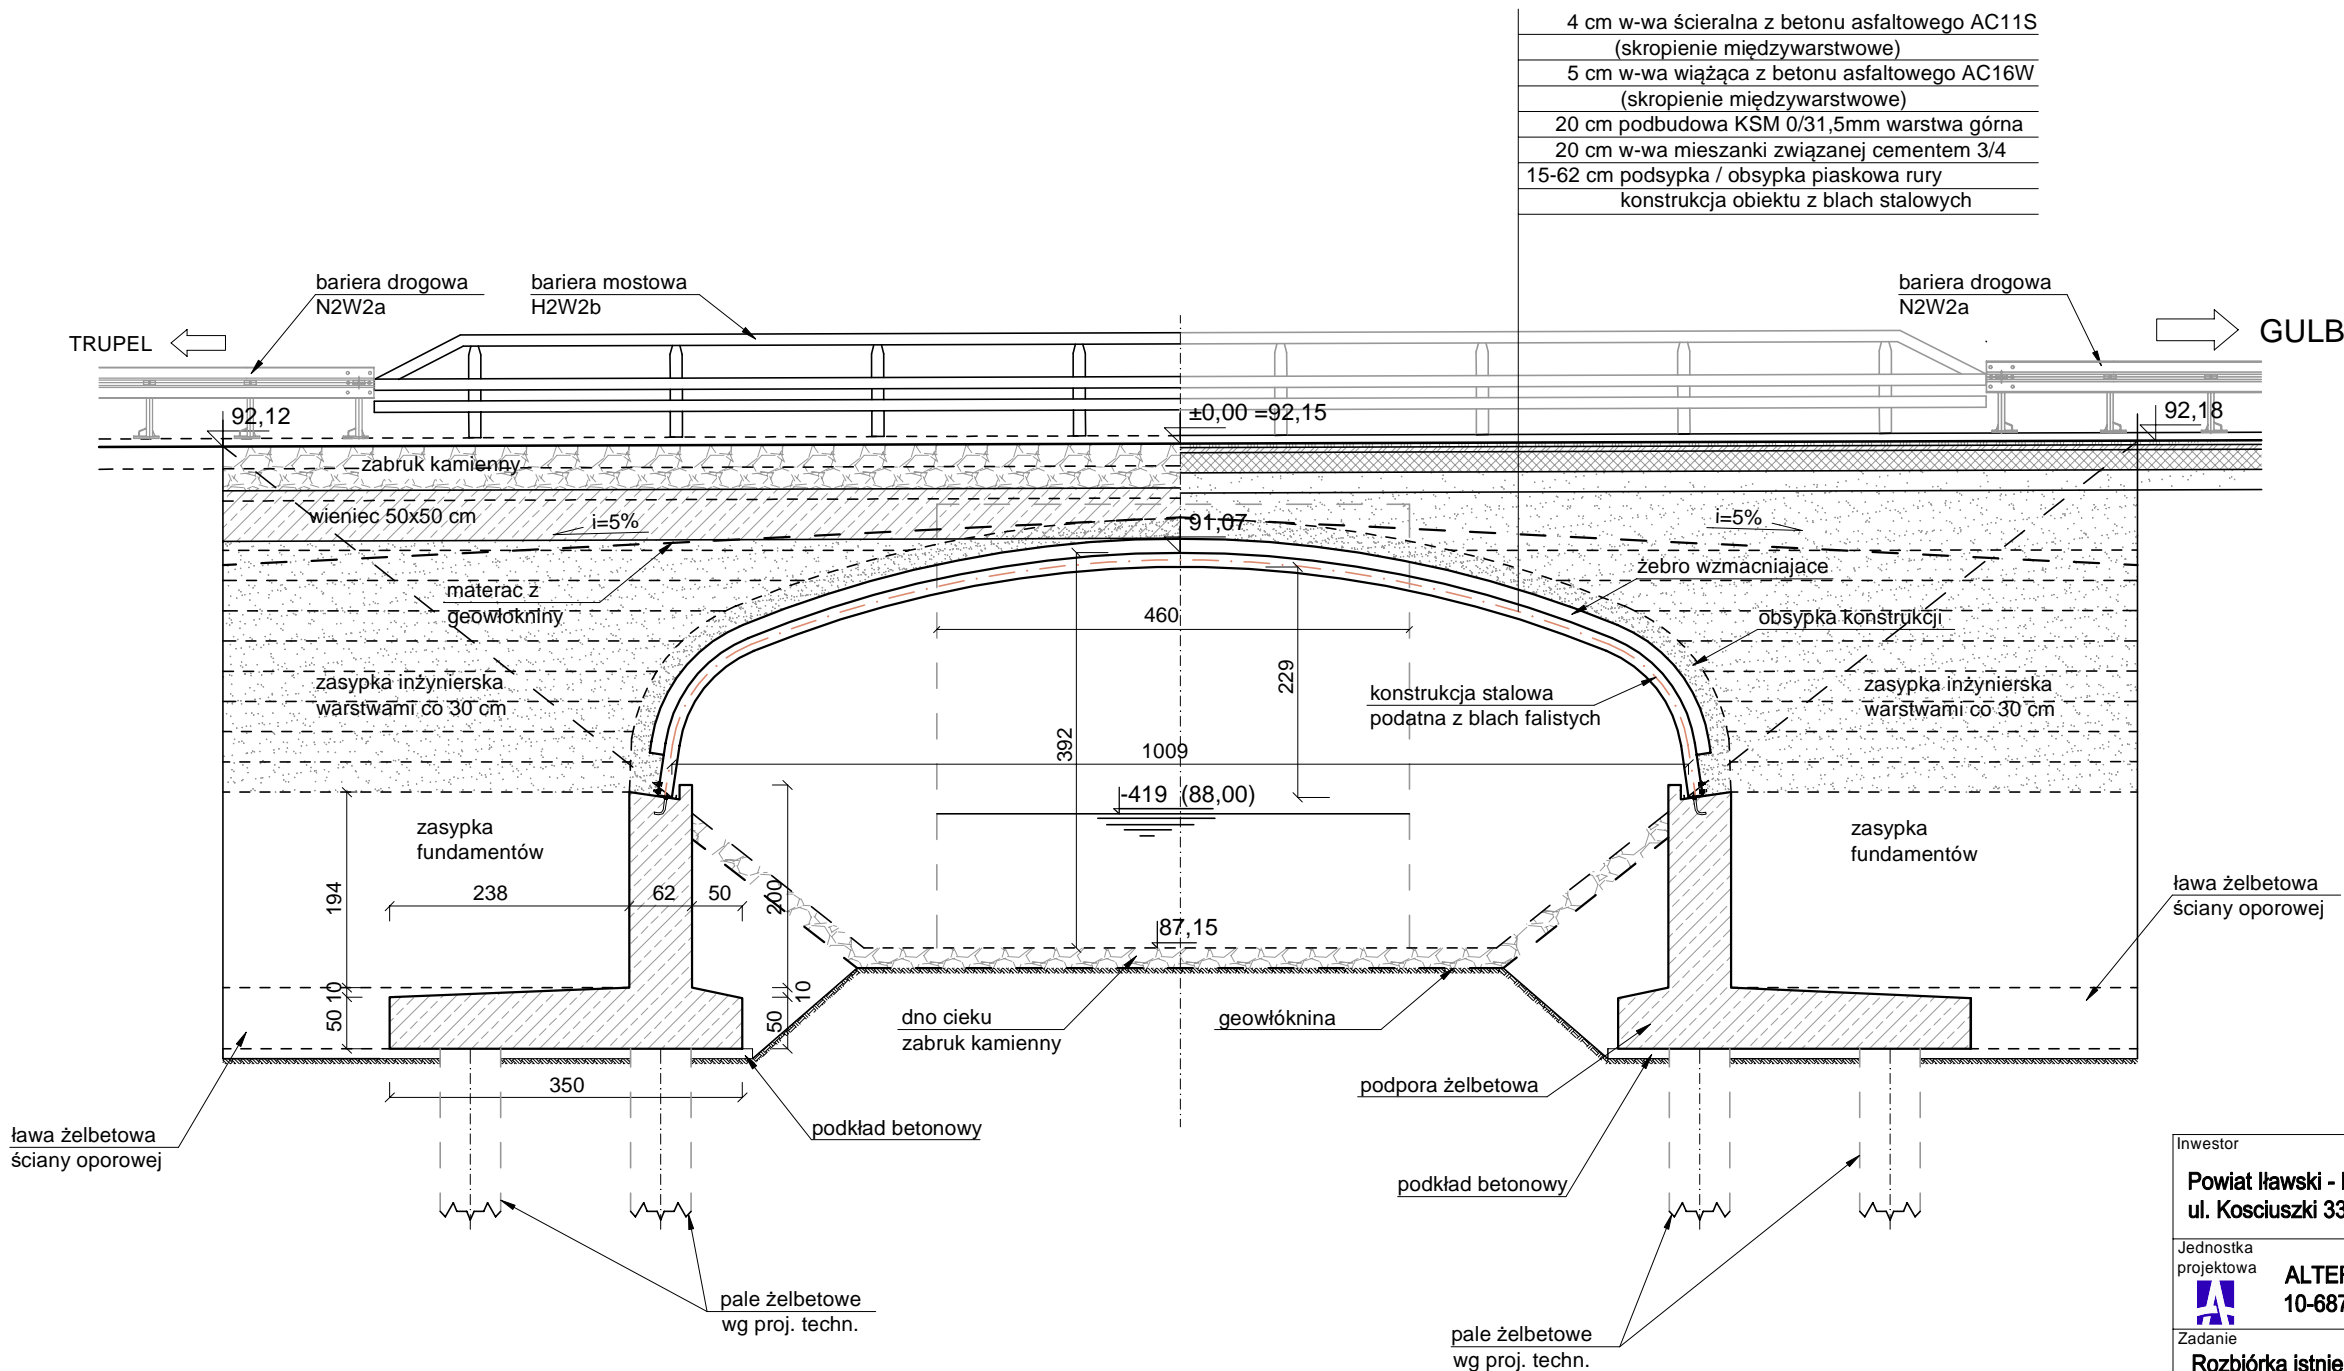 4 cm w-wa ścieralna z betonu asfaltowego AC11S
(skropienie międzywarstwowe)
5 cm w-wa wiążąca z betonu asfaltowego AC16W
(skropienie międzywarstwowe)
20 cm podbudowa KSM 0/31,5mm warstwa górna
20 cm w-wa mieszanki związanej cementem 3/4
15-62 cm podsypka / obsypka piaskowa rury
konstrukcja obiektu z blach stalowych
bariera drogowa
N2W2a
bariera mostowa
H2W2b
bariera drogowa
N2W2a
TRUPEL
GULB
92,12
±0,00 =92,15
92,18
zabruk kamienny
wieniec 50x50 cm
i=5%
91,07
i=5%
materac z
geowłokniny
żebro wzmacniajace
460
obsypka konstrukcji
229
zasypka inżynierska
warstwami co 30 cm
konstrukcja stalowa
podatna z blach falistych
zasypka inżynierska
warstwami co 30 cm
392
1009
-419 (88,00)
zasypka
fundamentów
zasypka
fundamentów
194
238
62
50
200
ława żelbetowa
ściany oporowej
87,15
10
50
10
50
dno cieku
zabruk kamienny
geowłóknina
350
podpora żelbetowa
ława żelbetowa
ściany oporowej
podkład betonowy
podkład betonowy
pale żelbetowe
wg proj. techn.
pale żelbetowe
wg proj. techn.
Inwestor
Powiat Iławski -
ul. Kosciuszki 33
Jednostka
projektowa
ALTER
10-687
Zadanie
Rozbiórka istnie